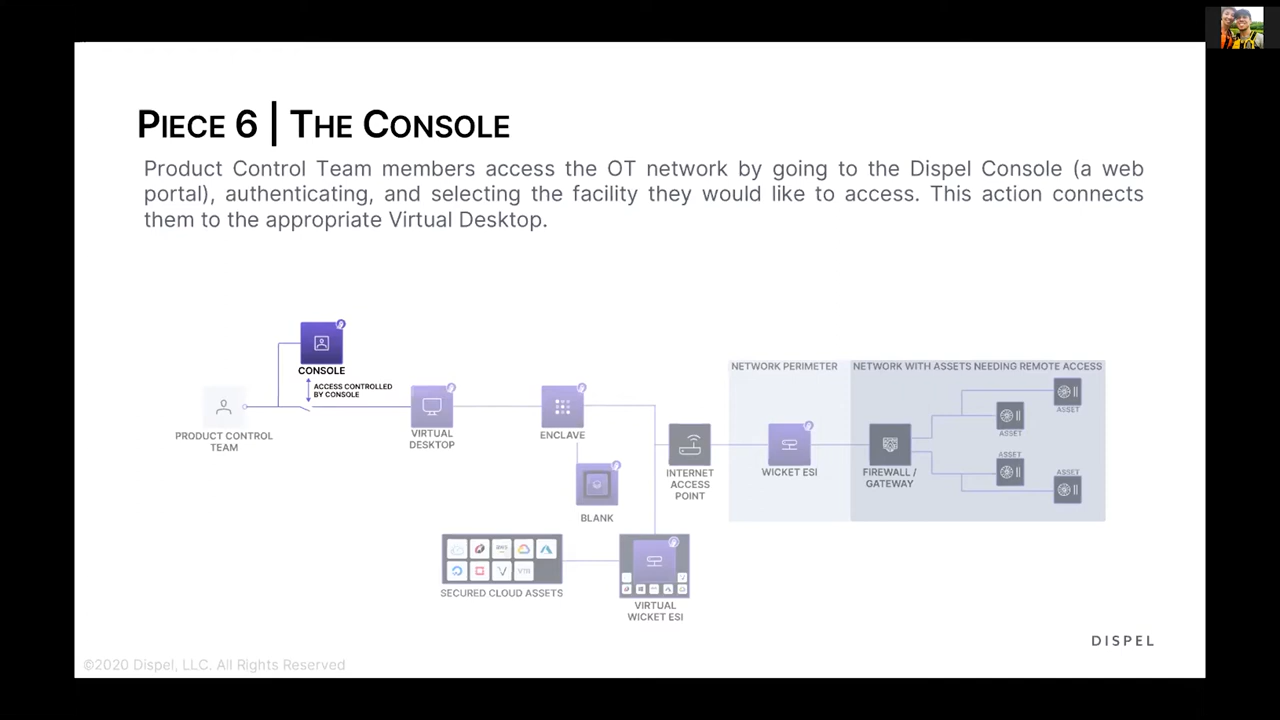 PIECE 6 | THE CONSOLE
Product Control Team members access the OT network by going to the Dispel Console (a web
portal), authenticating, and selecting the facility they would like to access. This action connects
them to the appropriate Virtual Desktop.
CONSOLE
ACCESS CONTROLLED
BY CONSOLE
PRODUCT CONTROL
TEAM
VIRTUAL
DESKTOP
ENCLAVE
BLANK
INTERNET
ACCESS
POINT
NETWORK PERIMETER
WICKET ESI
NETWORK WITH ASSETS NEEDING REMOTE ACCESS
FIREWALL /
GATEWAY
ASSET
ASSET
ASSET
ASSET
SECURED CLOUD ASSETS
VIRTUAL
WICKET ESI
DISPEL
©2020 Dispel, LLC. All Rights Reserved